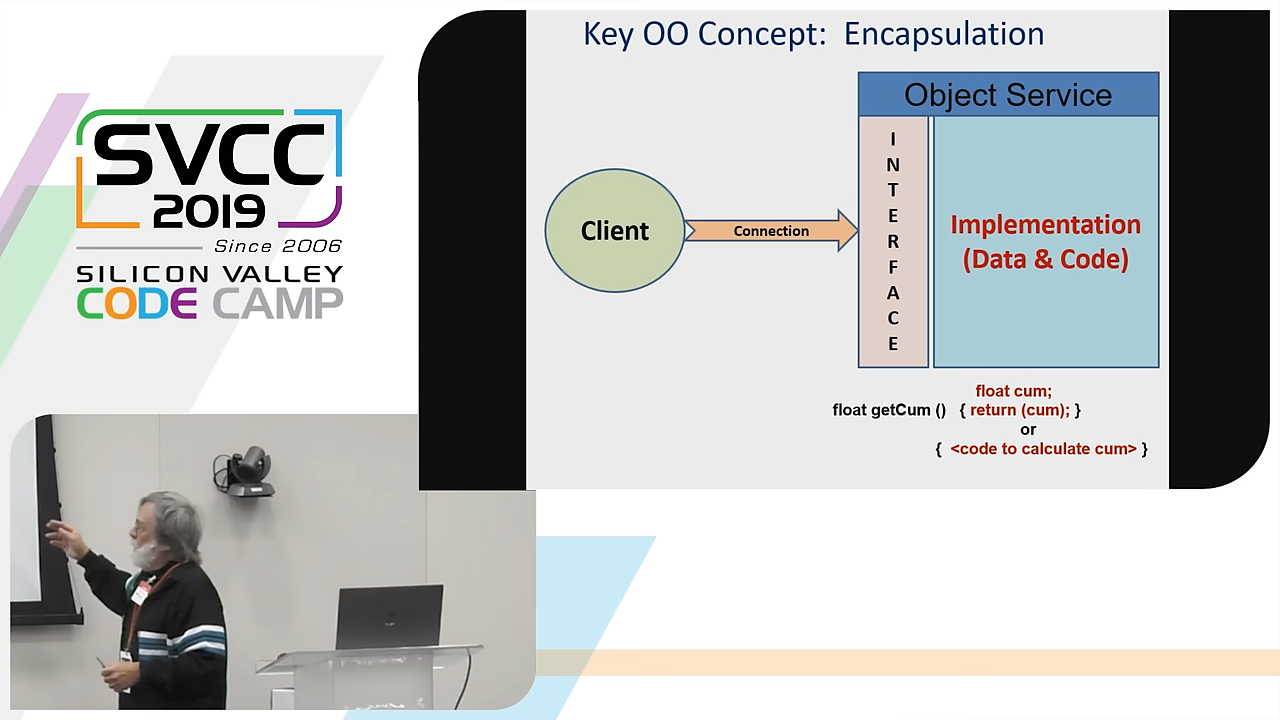 SVCC
2019
Since 2006
SILICON VALLEY
CODE CAMP
Key OO Concept: Encapsulation
Object Service
Client
Connection
I
N
T
E
R
F
A
C
E
Implementation
(Data & Code)
float cum;
float getCum () { return (cum); }
or
{ <code to calculate cum> }